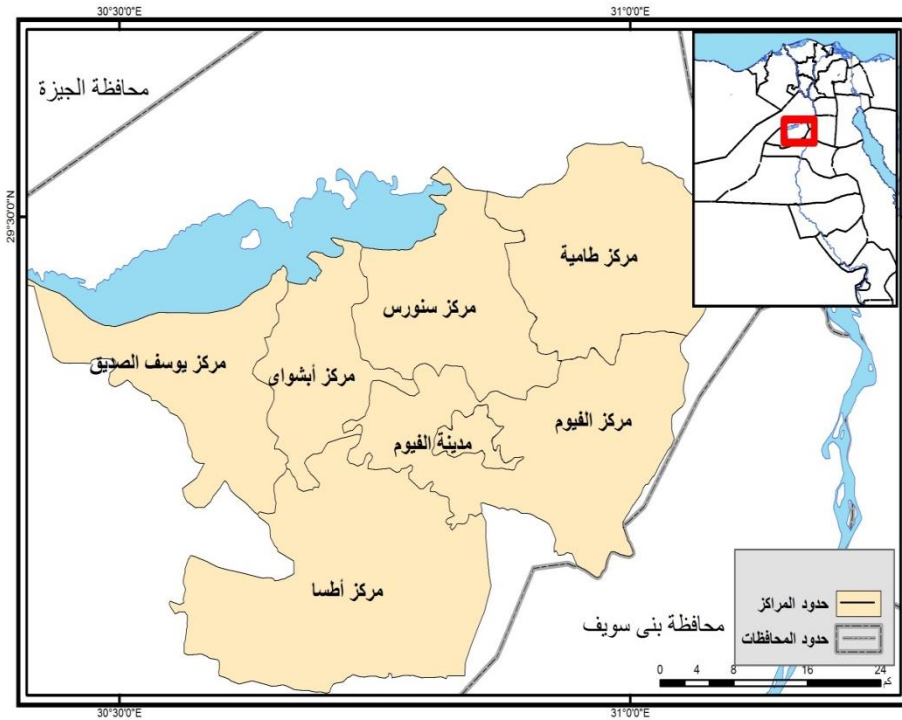 30°30'0"E
31°0'0"E
محافظة الجيزة
29°30'0"N
مركز طامية
مركز سنورس
مركز يوسف الصديق
مركز أبشواى
مركز الفيوم
مدينة الفيوم
مركز أطسا
محافظة بنى سويف
حدود المراكز
حدود المحافظات
0 4 8 16 24
كم
30°30'0"E
31°0'0"E